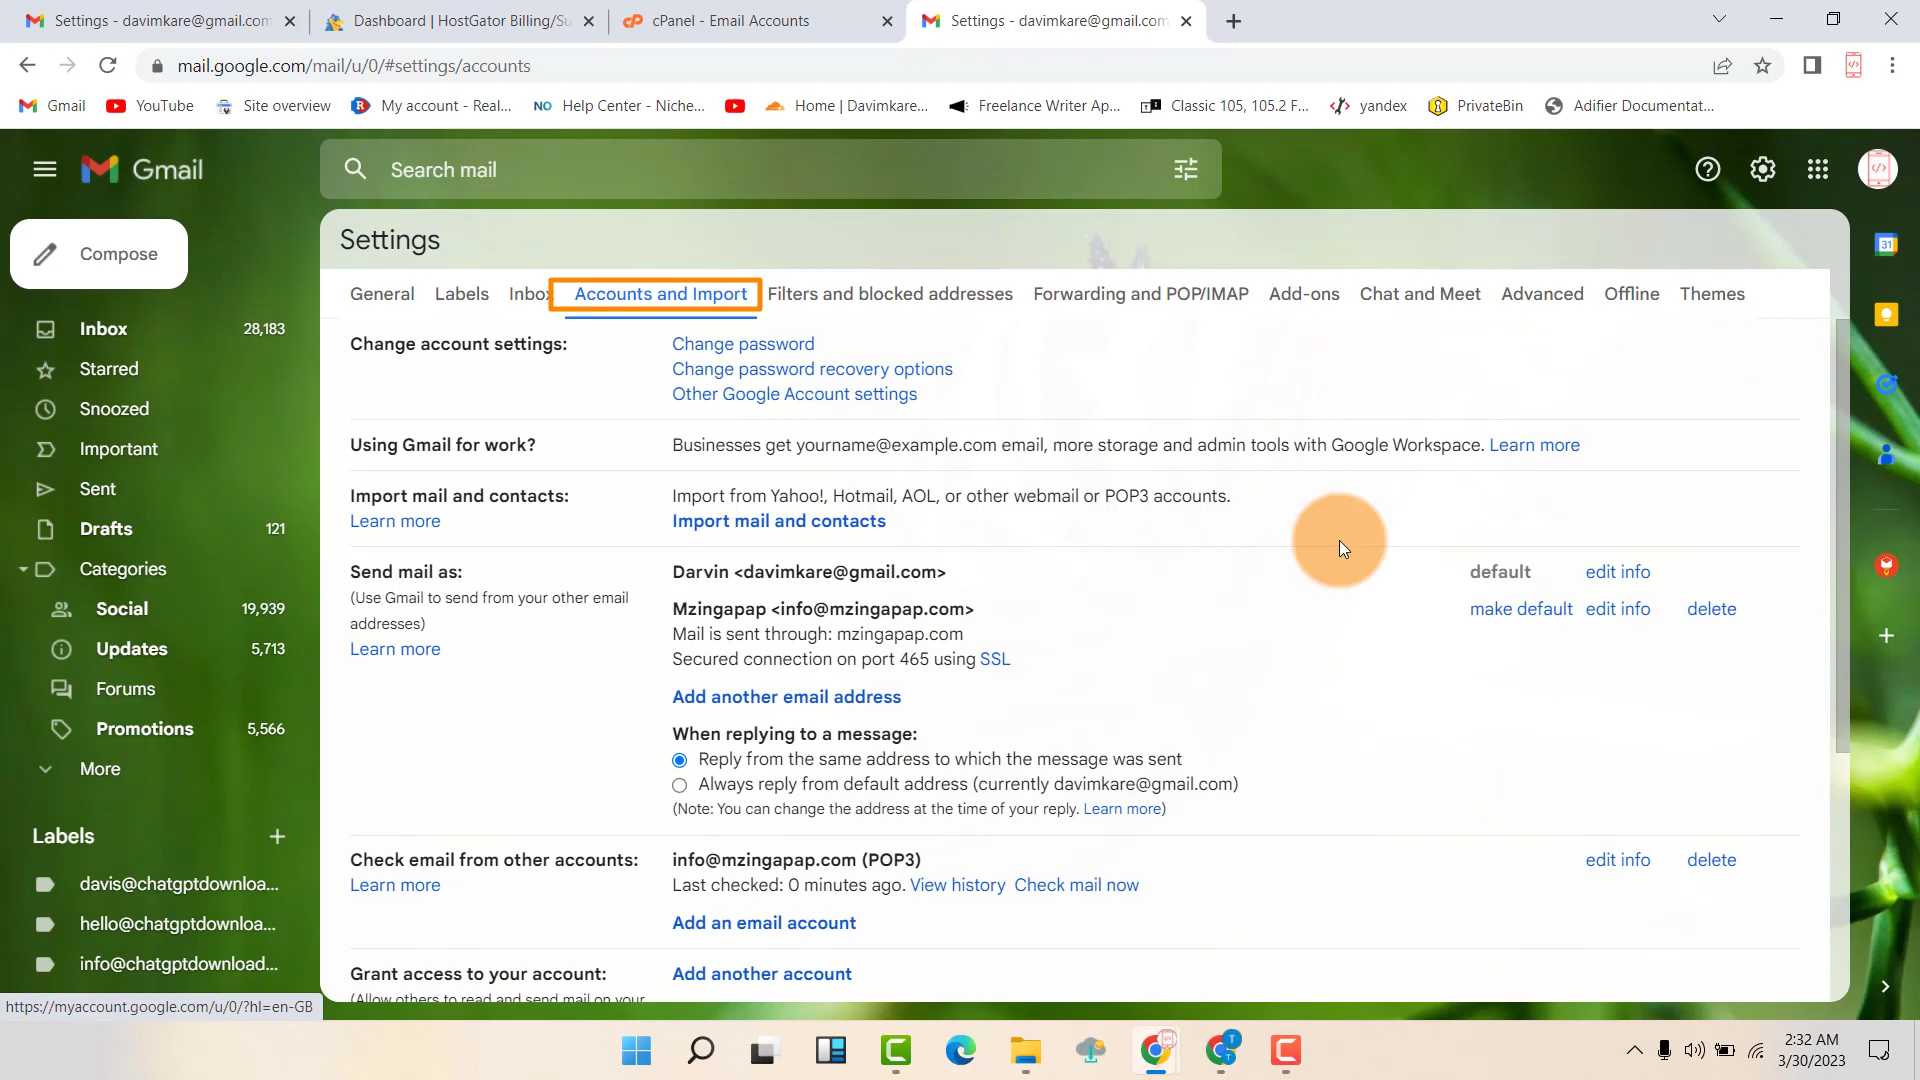 Settings - davimkare@gmail.com
Dashboard | HostGator Billing/Su
cPanel - Email Accounts
Settings - davimkare@gmail.com
mail.google.com/mail/u/0/#settings/accounts
Gmail
YouTube
Site overview
My account - Real...
Help Center - Niche...
Home | Davimkare...
Freelance Writer Ap...
Classic 105, 105.2 F...
yandex
PrivateBin
Adifier Documentat...
Gmail
Search mail
Compose
Inbox 28,183
Starred
Snoozed
Important
Sent
Drafts 121
Categories
Social 19,939
Updates 5,713
Forums
Promotions 5,566
More
Labels
davis@chatgptdownloa...
hello@chatgptdownloa...
info@chatgptdownload...
https://myaccount.google.com/u/0/?hl=en-GB
Settings
General Labels Inbox Accounts and Import Filters and blocked addresses Forwarding and POP/IMAP Add-ons Chat and Meet Advanced Offline Themes
Change account settings:
Change password
Change password recovery options
Other Google Account settings
Using Gmail for work?
Businesses get yourname@example.com email, more storage and admin tools with Google Workspace. Learn more
Import mail and contacts:
Learn more
Import from Yahoo!, Hotmail, AOL, or other webmail or POP3 accounts.
Import mail and contacts
Send mail as:
(Use Gmail to send from your other email
addresses)
Learn more
Darvin <davimkare@gmail.com> default edit info
Mzingapap <info@mzingapap.com> make default edit info delete
Mail is sent through: mzingapap.com
Secured connection on port 465 using SSL
Add another email address
When replying to a message:
Reply from the same address to which the message was sent
Always reply from default address (currently davimkare@gmail.com)
(Note: You can change the address at the time of your reply. Learn more)
Check email from other accounts:
Learn more
info@mzingapap.com (POP3) edit info delete
Last checked: 0 minutes ago. View history Check mail now
Add an email account
Grant access to your account:
(Allow others to read and send mail on your
Add another account
31
2:32 AM
3/30/2023